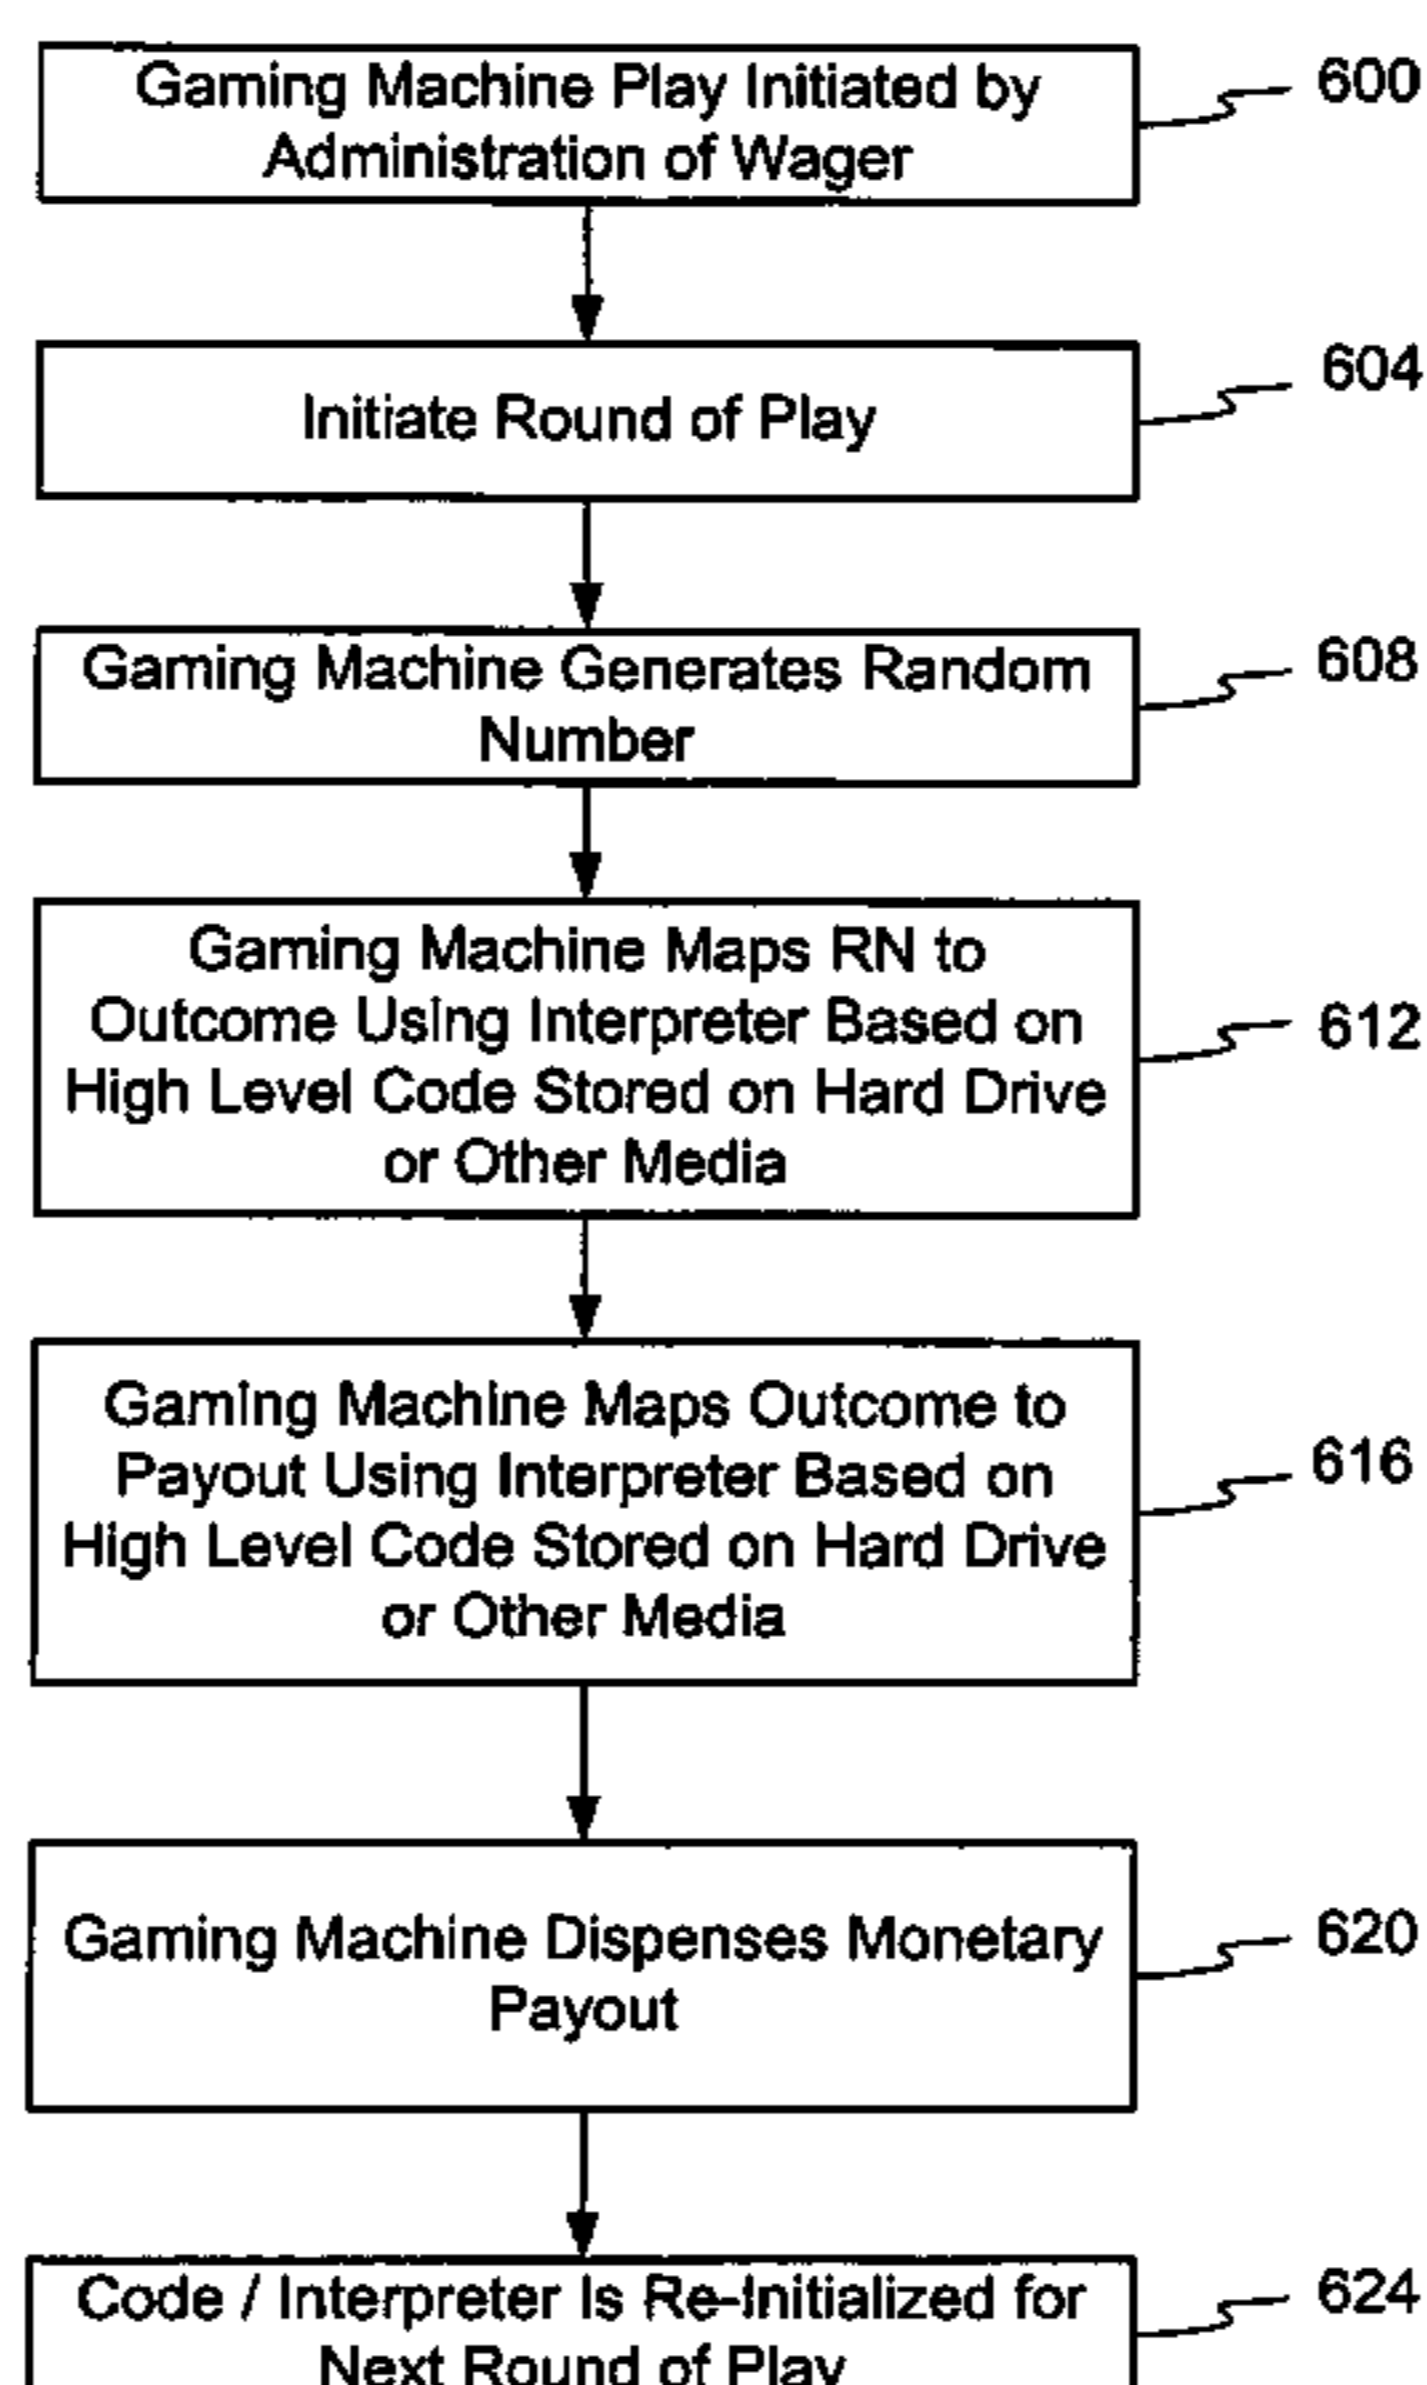 Gaming Machine Play Initiated by
Administration of Wager
600
Initiate Round of Play
604
Gaming Machine Generates Random
Number
608
Gaming Machine Maps RN to
Outcome Using Interpreter Based on
High Level Code Stored on Hard Drive
or Other Media
612
Gaming Machine Maps Outcome to
Payout Using Interpreter Based on
High Level Code Stored on Hard Drive
or Other Media
616
Gaming Machine Dispenses Monetary
Payout
620
Code / Interpreter Is Re-Initialized for
Next Round of Play
624